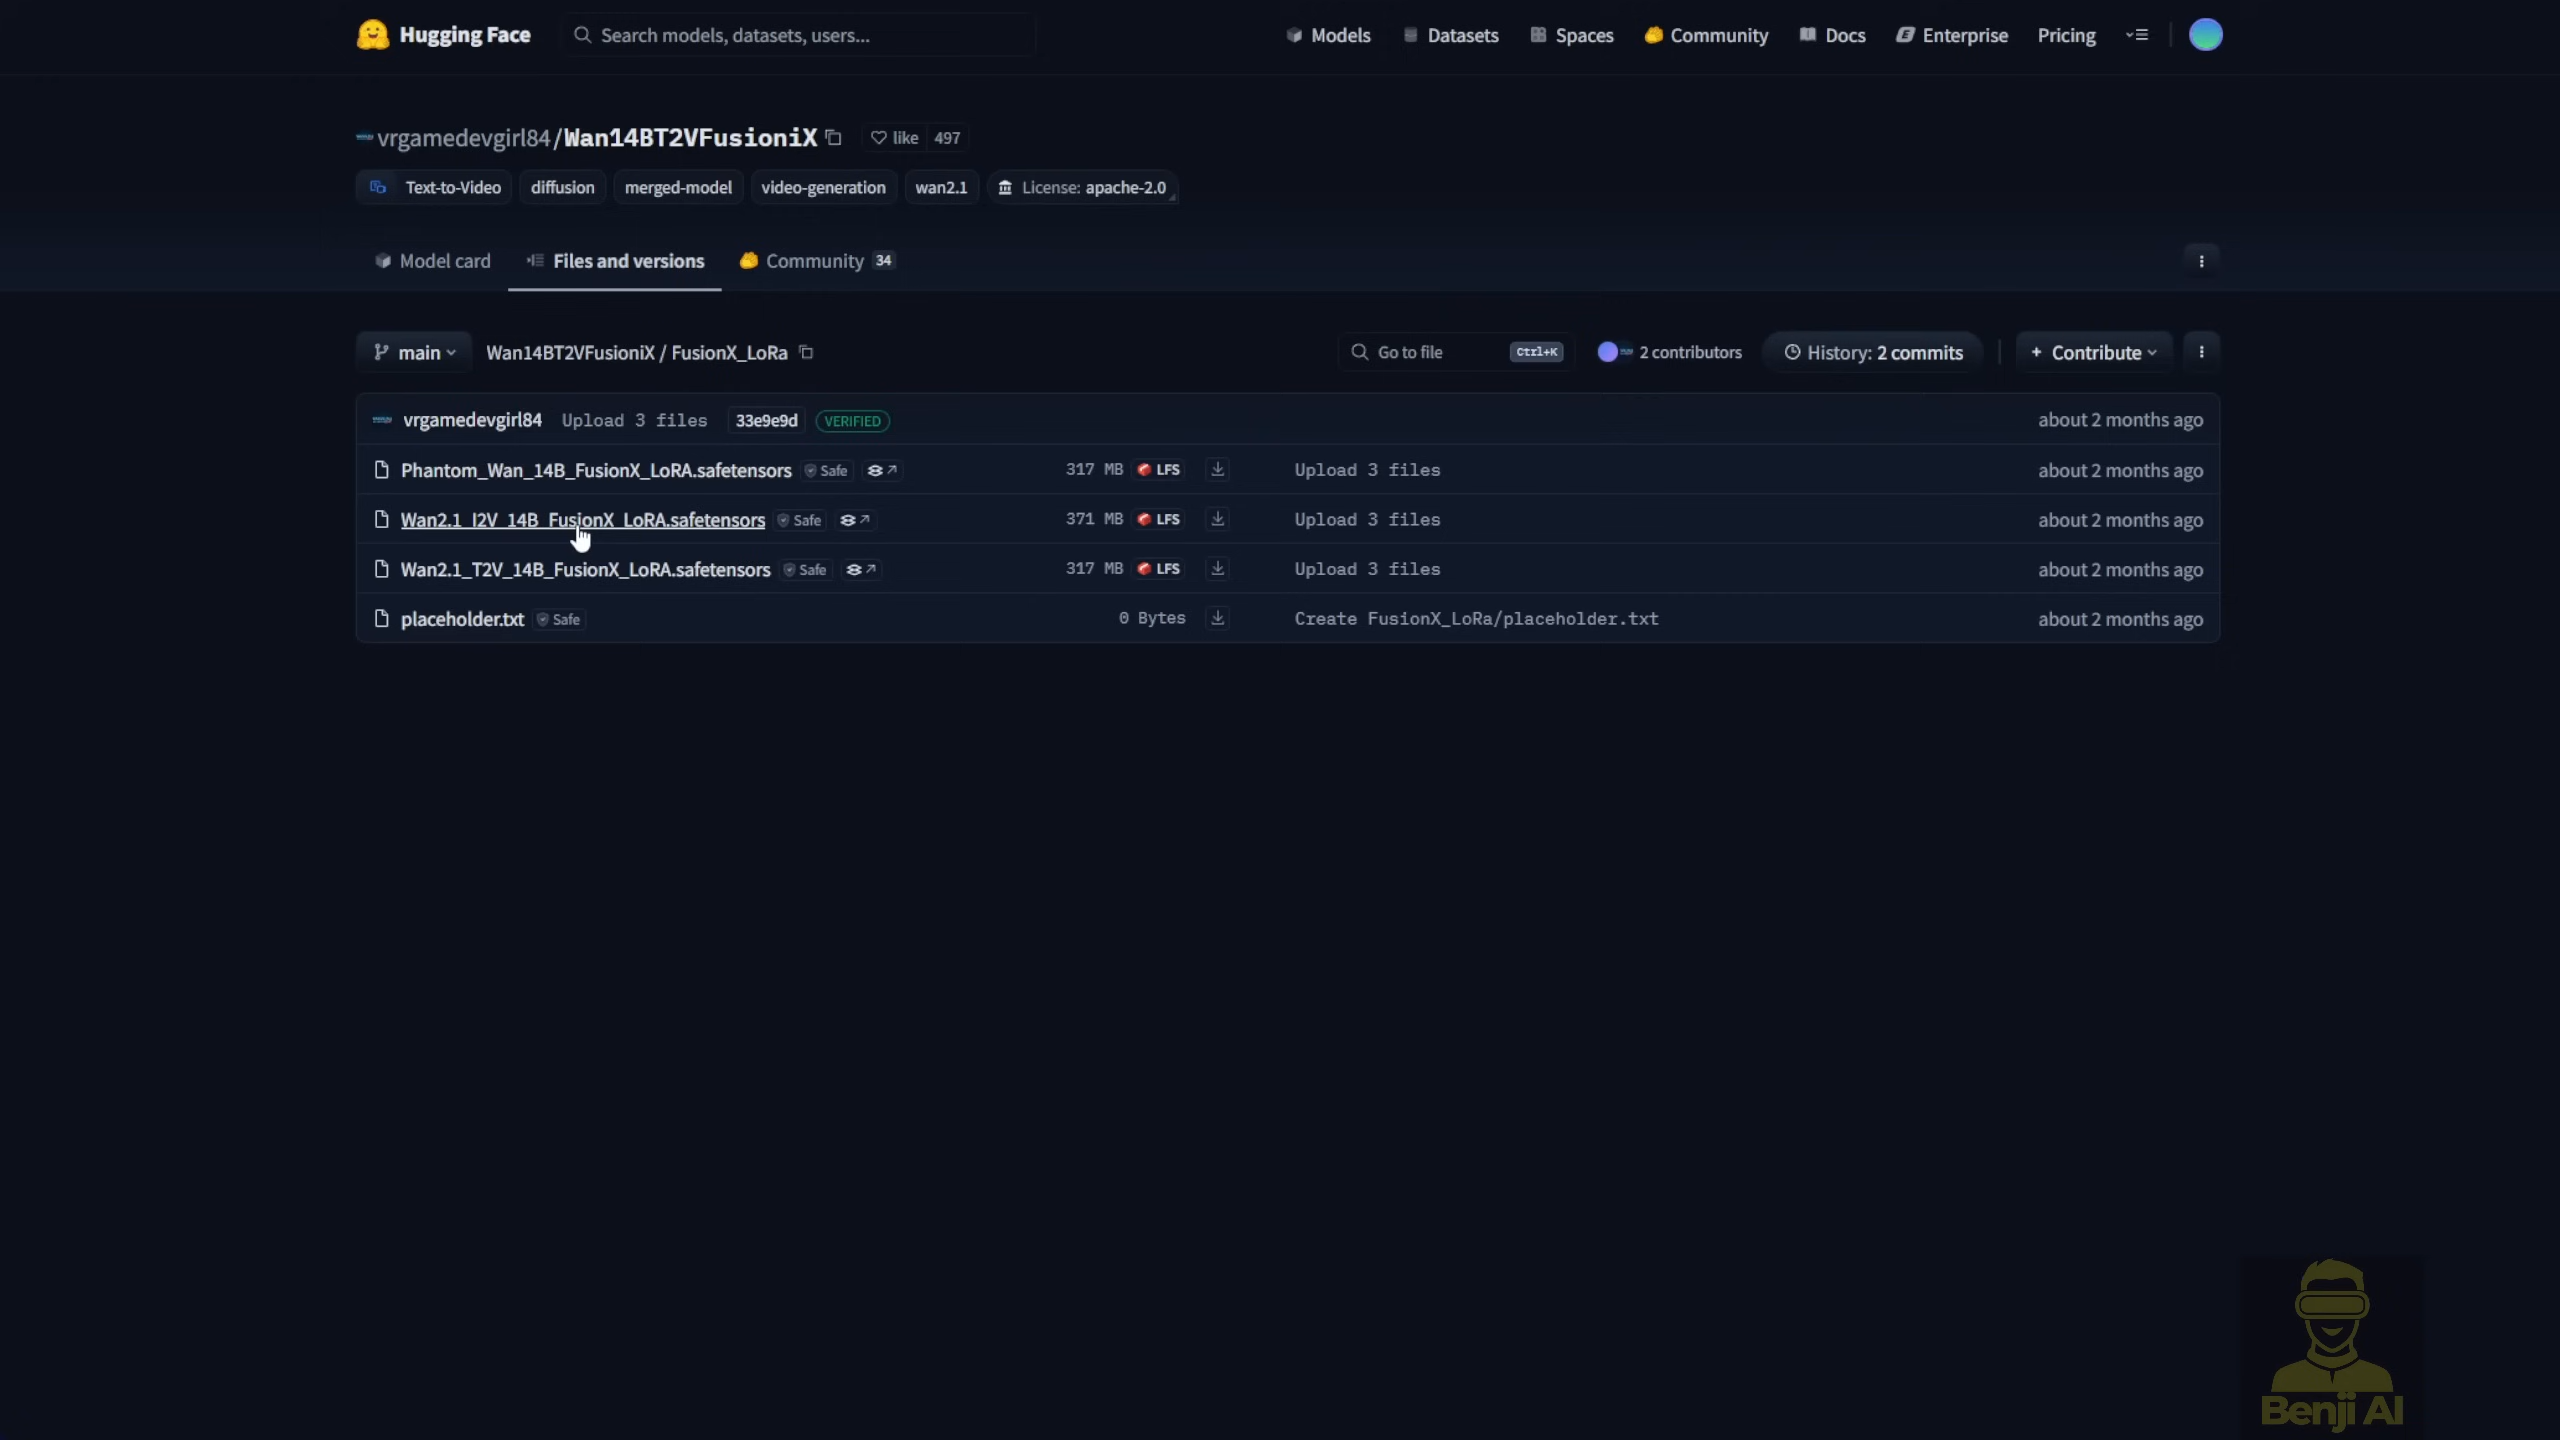 Hugging Face Search models, datasets, users... Models Datasets Spaces Community Docs Enterprise Pricing
vrgamedevgirl84/Wan14BT2VFusioniX like 497
Text-to-Video diffusion merged-model video-generation wan2.1 License: apache-2.0
Model card Files and versions Community 34
main Wan14BT2VFusioniX / FusionX_LoRa Go to file Ctrl+K 2 contributors History: 2 commits + Contribute
vrgamedevgirl84 Upload 3 files 33e9e9d VERIFIED about 2 months ago
Phantom_Wan_14B_FusionX_LoRA.safetensors Safe 317 MB LFS Upload 3 files about 2 months ago
Wan2.1_I2V_14B_FusionX_LoRA.safetensors Safe 371 MB LFS Upload 3 files about 2 months ago
Wan2.1_T2V_14B_FusionX_LoRA.safetensors Safe 317 MB LFS Upload 3 files about 2 months ago
placeholder.txt Safe 0 Bytes Create FusionX_LoRa/placeholder.txt about 2 months ago
Benji AI